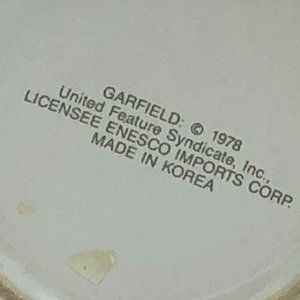 GARFIELD: © 1978
United Feature Syndicate, Inc.,
LICENSEE ENESCO IMPORTS CORP.
MADE IN KOREA